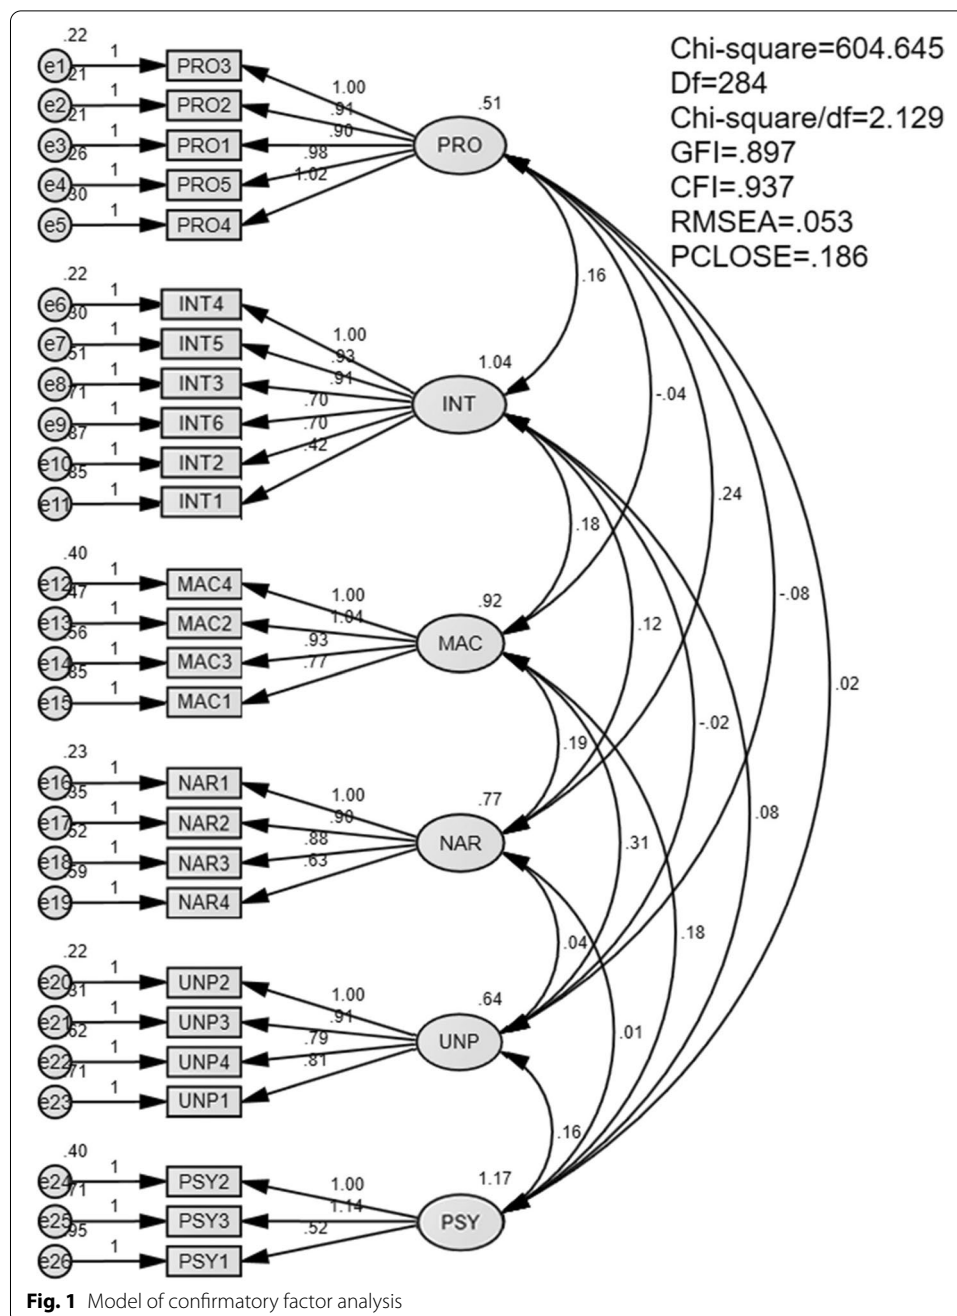 Chi-square=604.645
Df=284
Chi-square/df=2.129
GFI=.897
CFI=.937
RMSEA=.053
PCLOSE=.186
.22
e1 1 PRO3 1.00
.21
e2 1 PRO2 .91
.21
e3 1 PRO1 .90
.26
e4 1 PRO5 .98
.30
e5 1 PRO4 1.02
.51
PRO
.22
e6 1 INT4 1.00
.30
e7 1 INT5 .93
.51
e8 1 INT3 .91
.71
e9 1 INT6 .70
.87
e10 1 INT2 .70
.85
e11 1 INT1 .42
1.04
INT
.40
e12 1 MAC4 1.00
.47
e13 1 MAC2 1.04
.56
e14 1 MAC3 .93
.85
e15 1 MAC1 .77
.92
MAC
.23
e16 1 NAR1 1.00
.35
e17 1 NAR2 .90
.52
e18 1 NAR3 .88
.59
e19 1 NAR4 .63
.77
NAR
.22
e20 1 UNP2 1.00
.31
e21 1 UNP3 .91
.62
e22 1 UNP4 .79
.71
e23 1 UNP1 .81
.64
UNP
.40
e24 1 PSY2 1.00
.71
e25 1 PSY3 1.14
.95
e26 1 PSY1 .52
1.17
PSY
.16
-.04
.24
.18
-.08
.12
.02
-.02
.19
.08
.31
.18
.04
.01
.16
Fig. 1 Model of confirmatory factor analysis